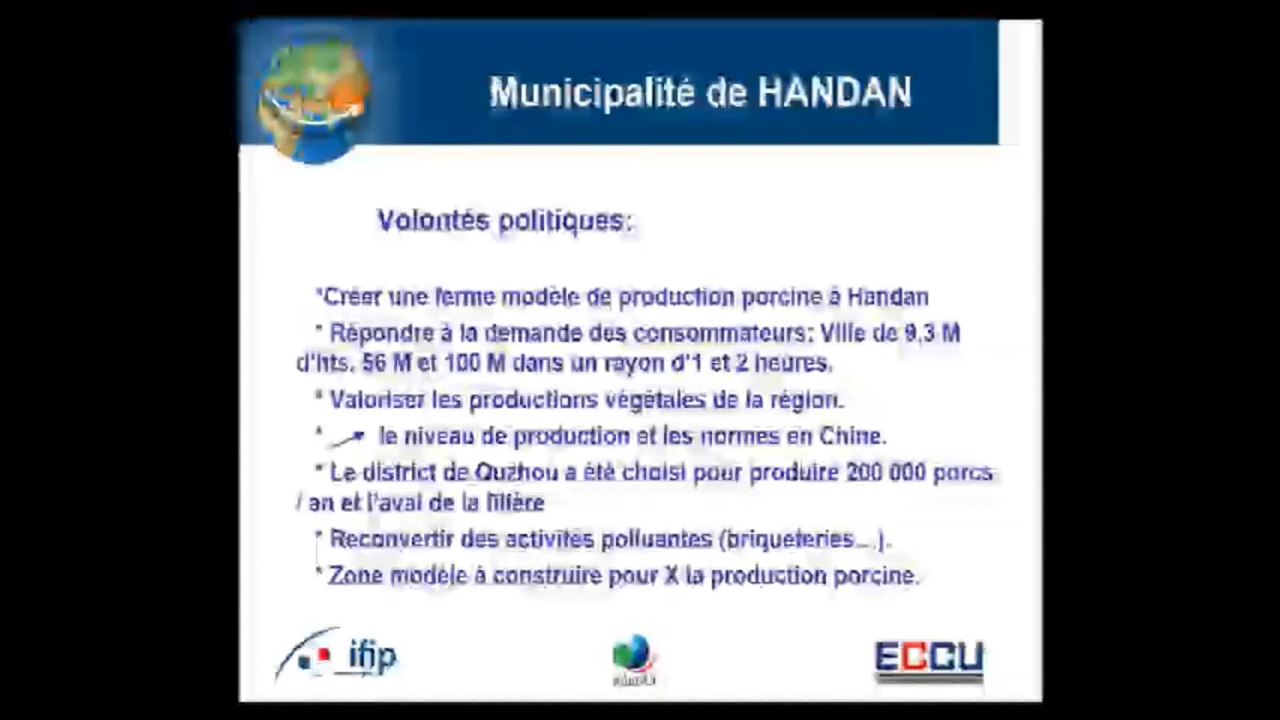 Municipalité de HANDAN
Volontés politiques:
*Créer une ferme modèle de production porcine à Handan
* Répondre à la demande des consommateurs: Ville de 9,3 M
d'hts, 56 M et 100 M dans un rayon d'1 et 2 heures.
* Valoriser les productions végétales de la région.
* le niveau de production et les normes en Chine.
* Le district de Quzhou a été choisi pour produire 200 000 porcs
/ an et l'aval de la filière
* Reconvertir des activités polluantes (briqueteries...).
* Zone modèle à construire pour X la production porcine.
ifip
ECCU